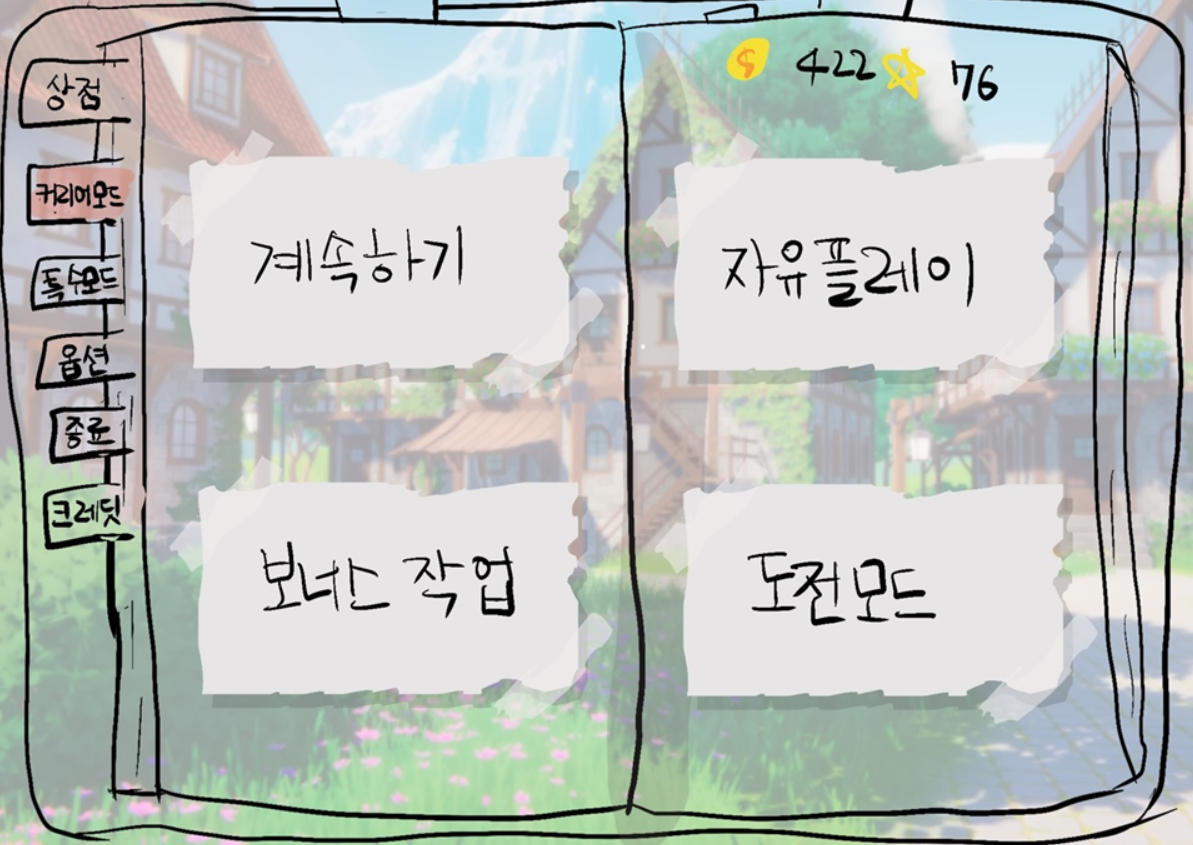 422 76
상점
커리어모드
특수모드
옵션
종료
크레딧
계속하기
자유플레이
보너스 작업
도전모드